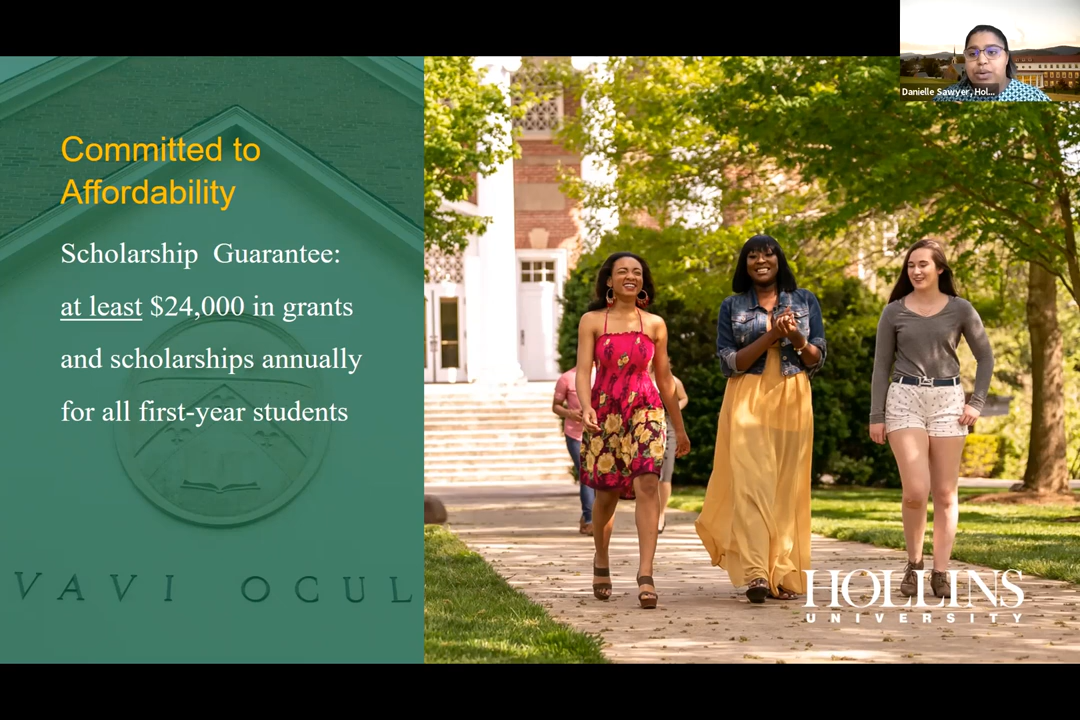 Committed to
Affordability
Scholarship Guarantee:
at least $24,000 in grants
and scholarships annually
for all first-year students
VAVI OCUL
HOLLINS
UNIVERSITY
Danielle Sawyer, Hol...